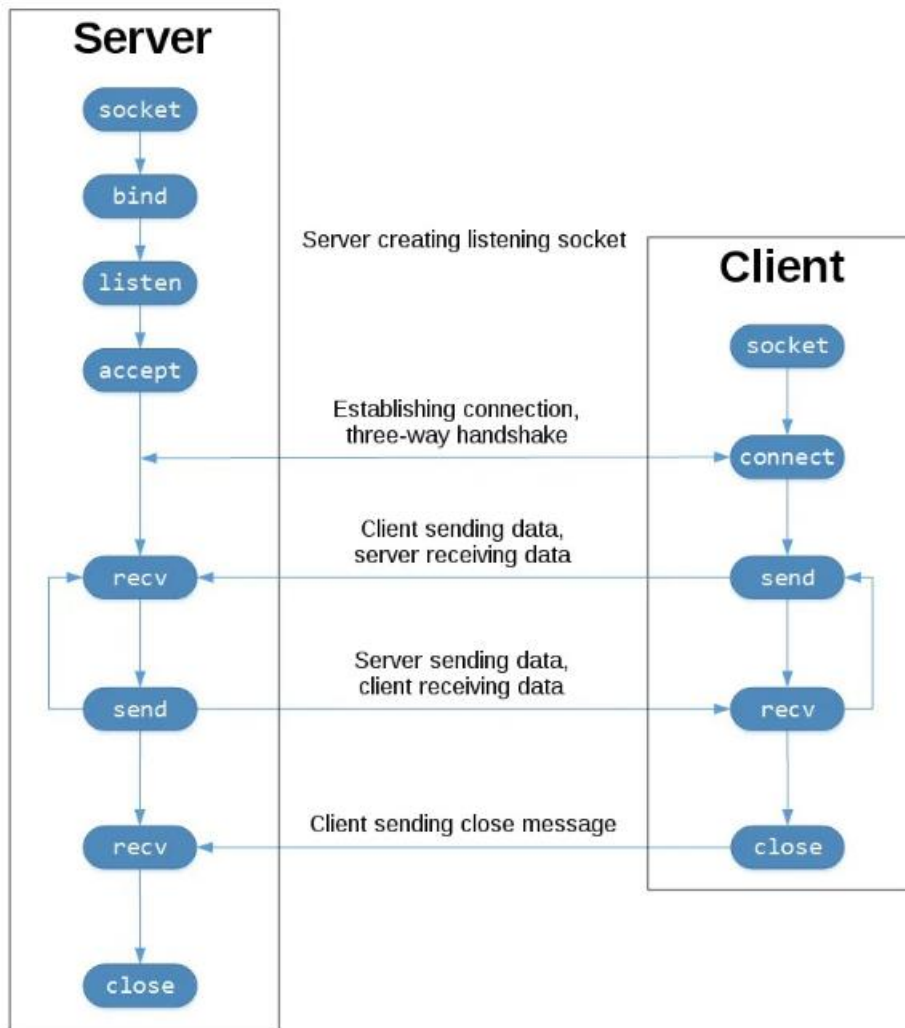 Server
socket
bind
listen
accept
recv
send
recv
close
Server creating listening socket
Establishing connection,
three-way handshake
Client sending data,
server receiving data
Server sending data,
client receiving data
Client sending close message
Client
socket
connect
send
recv
close